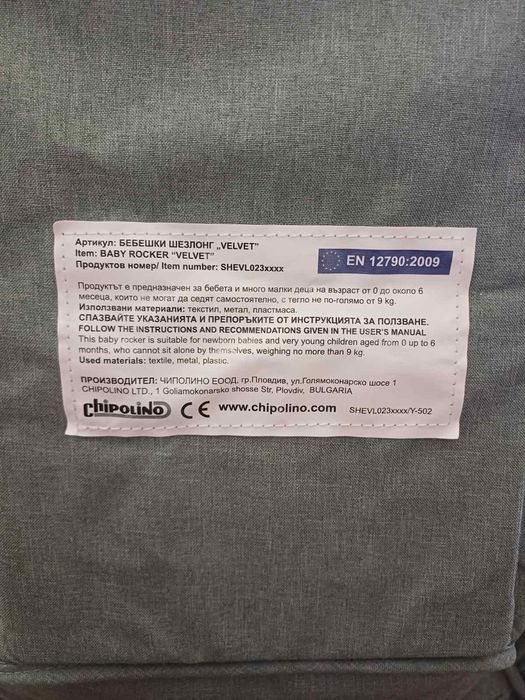 Артикул: БЕБЕШКИ ШЕЗЛОНГ „VELVET"
Item: BABY ROCKER "VELVET"
Продуктов номер/ Item number: SHEVL023xxxx
EN 12790:2009
Продуктът е предназначен за бебета и много малки деца на възраст от 0 до около 6
месеца, които не могат да седят самостоятелно, с тегло не по-голямо от 9 kg.
Използвани материали: текстил, метал, пластмаса.
СПАЗВАЙТЕ УКАЗАНИЯТА И ПРЕПОРЪКИТЕ ОТ ИНСТРУКЦИЯТА ЗА ПОЛЗВАНЕ.
FOLLOW THE INSTRUCTIONS AND RECOMMENDATIONS GIVEN IN THE USER'S MANUAL
This baby rocker is suitable for newborn babies and very young children aged from 0 up to 6
months, who cannot sit alone by themselves, weighing no more than 9 kg.
Used materials: textile, metal, plastic.
ПРОИЗВОДИТЕЛ: ЧИПОЛИНО ЕООД, гр.Пловдив, ул.Голямоконарско шосе 1
CHIPOLINO LTD., 1 Goliamokonarsko shosse Str, Plovdiv, BULGARIA
chipolino CE www.chipolino.com SHEVL023xxxx/Y-502